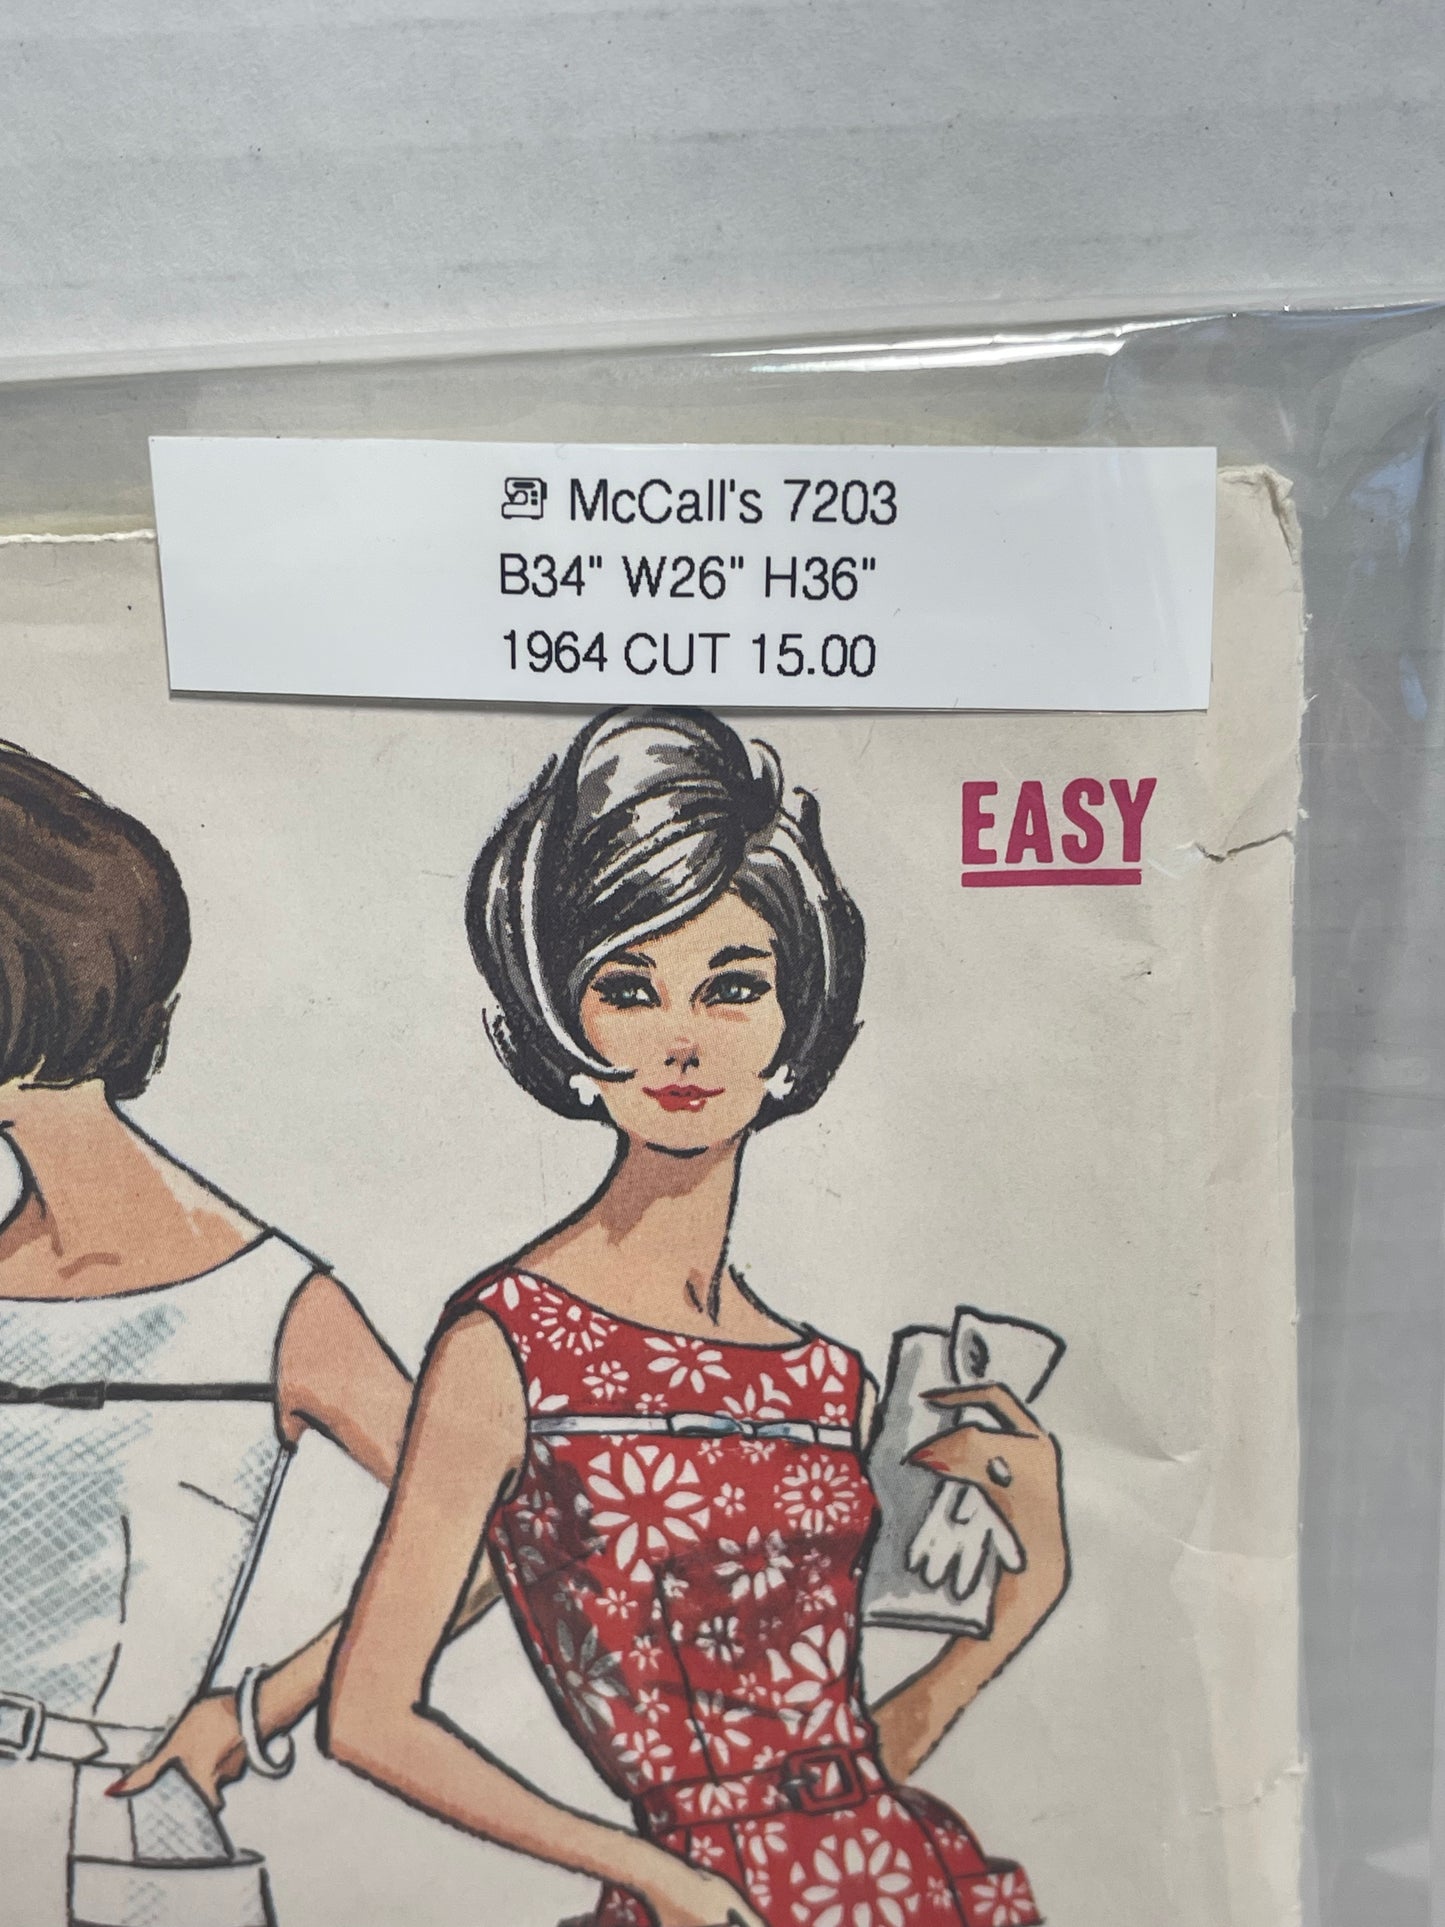 McCall's 7203
B34" W26" H36"
1964 CUT 15.00
EASY